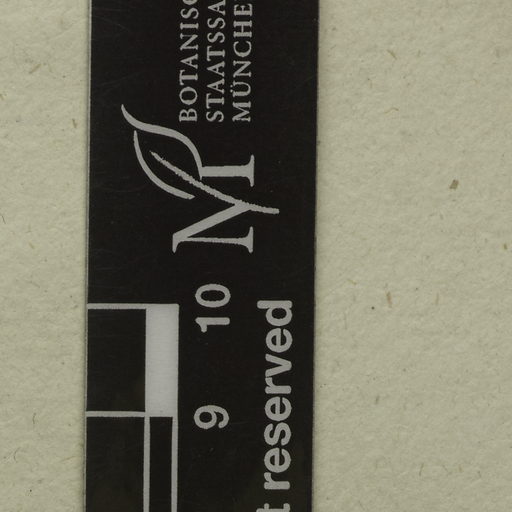 BOTANISC
STAATSSA
MÜNCHE
M
9 10
t reserved